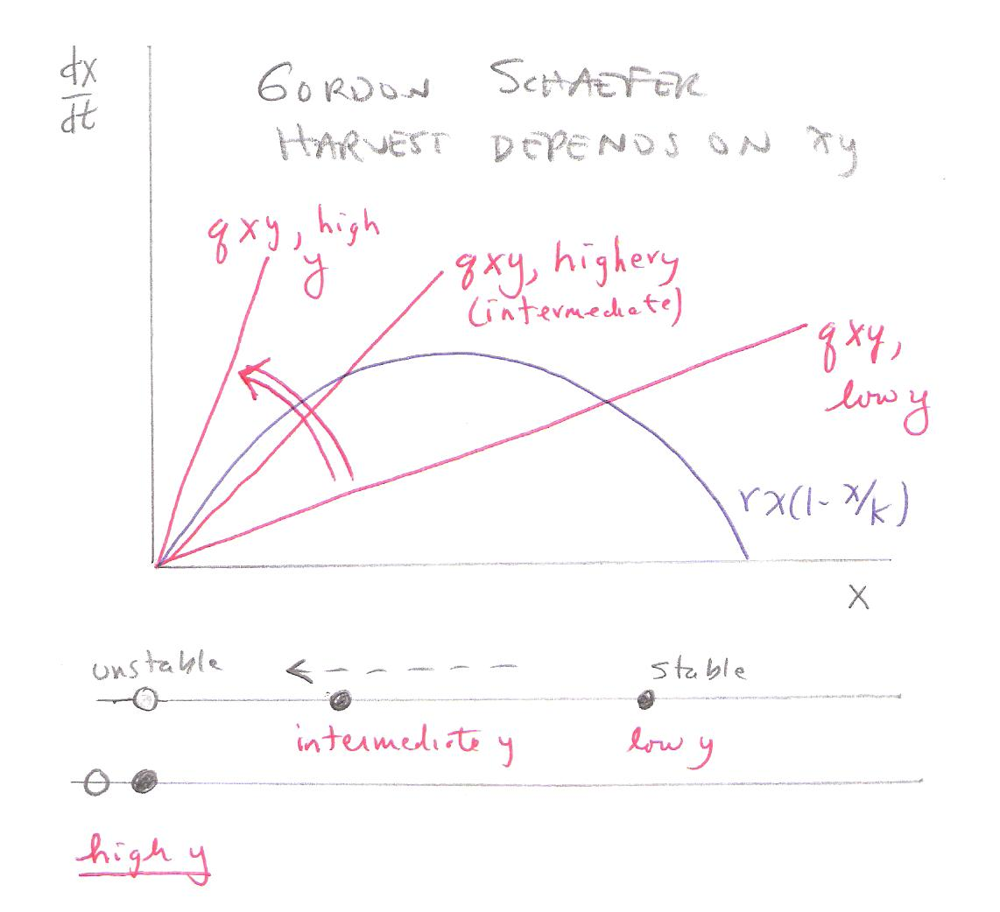 dx
dt
GORDON SCHAEFER
HARVEST DEPENDS ON xy
qxy, high
y
qxy, higher y
(intermediate)
qxy,
low y
rx(1-x/k)
x
unstable
stable
intermediate y
low y
high y